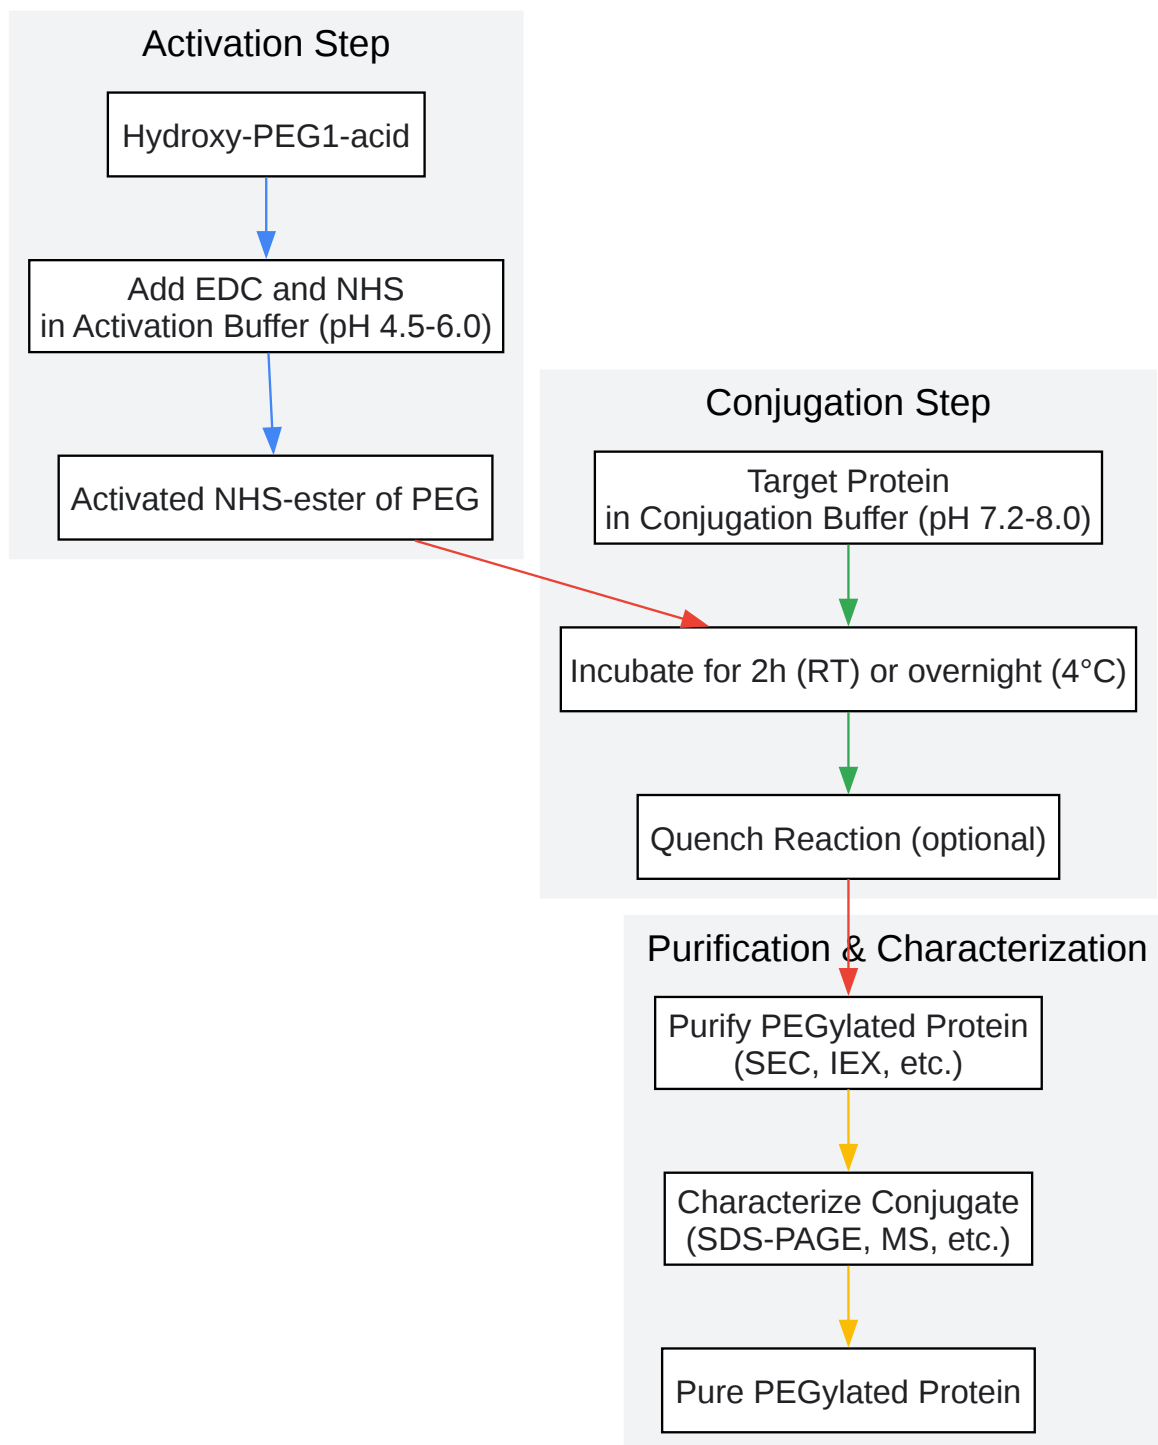 Activation Step
Hydroxy-PEG1-acid
Add EDC and NHS
in Activation Buffer (pH 4.5-6.0)
Activated NHS-ester of PEG
Conjugation Step
Target Protein
in Conjugation Buffer (pH 7.2-8.0)
Incubate for 2h (RT) or overnight (4°C)
Quench Reaction (optional)
Purification & Characterization
Purify PEGylated Protein
(SEC, IEX, etc.)
Characterize Conjugate
(SDS-PAGE, MS, etc.)
Pure PEGylated Protein